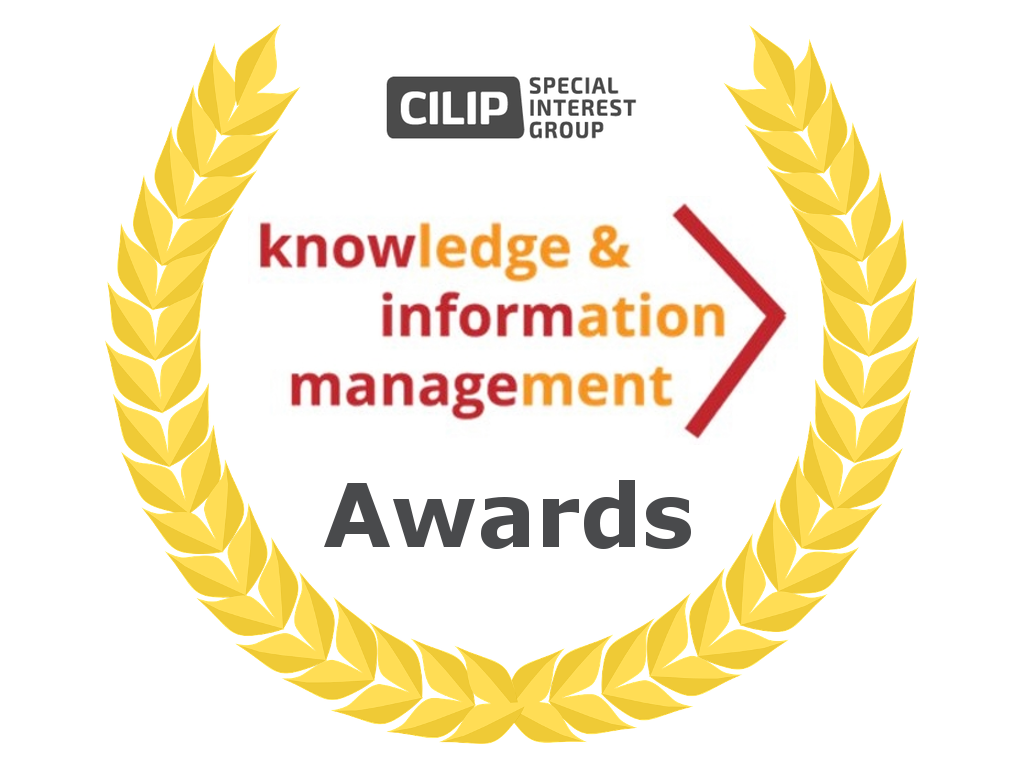 CILIP
SPECIAL
INTEREST
GROUP
knowledge &
information
management
Awards